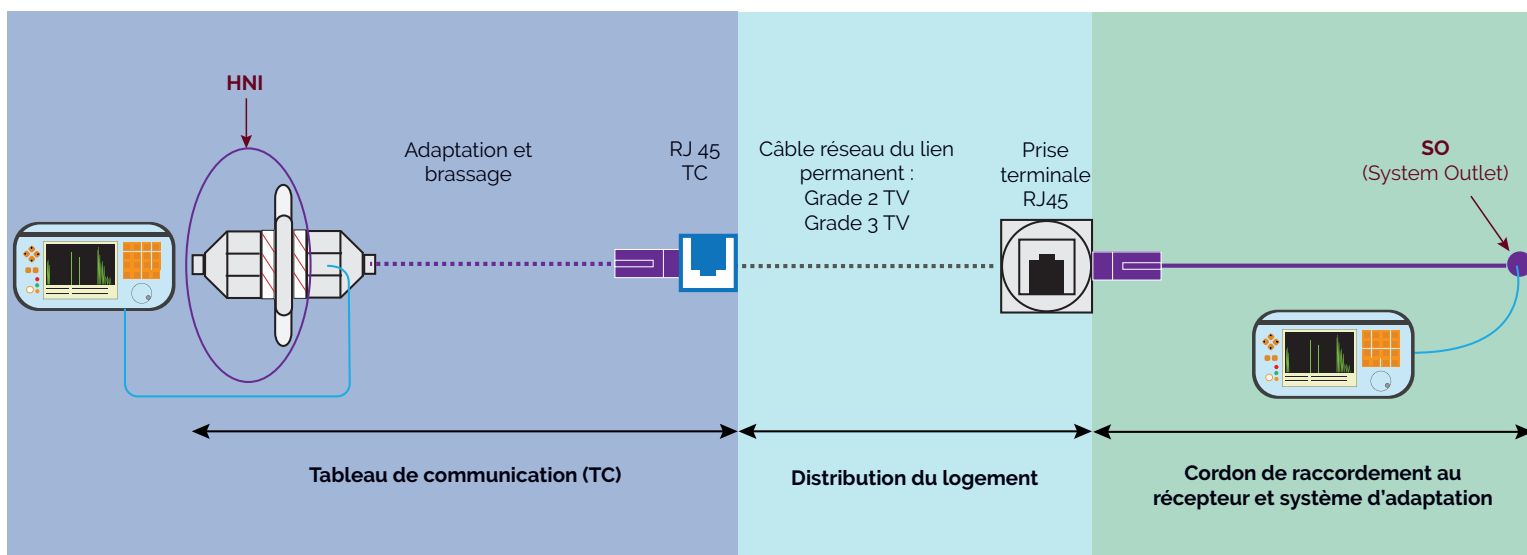 HNI
Adaptation et
brassage
RJ 45
TC
Câble réseau du lien
permanent :
Grade 2 TV
Grade 3 TV
Prise
terminale
RJ45
SO
(System Outlet)
Tableau de communication (TC)
Distribution du logement
Cordon de raccordement au
récepteur et système d’adaptation